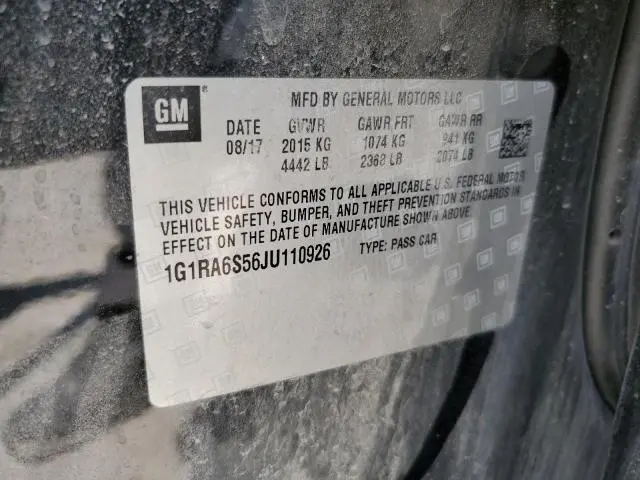 GM
MFD BY GENERAL MOTORS LLC
DATE GVWR GAWR FRT GAWR RR
08/17 2015 KG 1074 KG 941 KG
4442 LB 2368 LB 2074 LB
THIS VEHICLE CONFORMS TO ALL APPLICABLE U.S. FEDERAL MOTOR
VEHICLE SAFETY, BUMPER, AND THEFT PREVENTION STANDARDS IN
EFFECT ON THE DATE OF MANUFACTURE SHOWN ABOVE.
1G1RA6S56JU110926 TYPE: PASS CAR